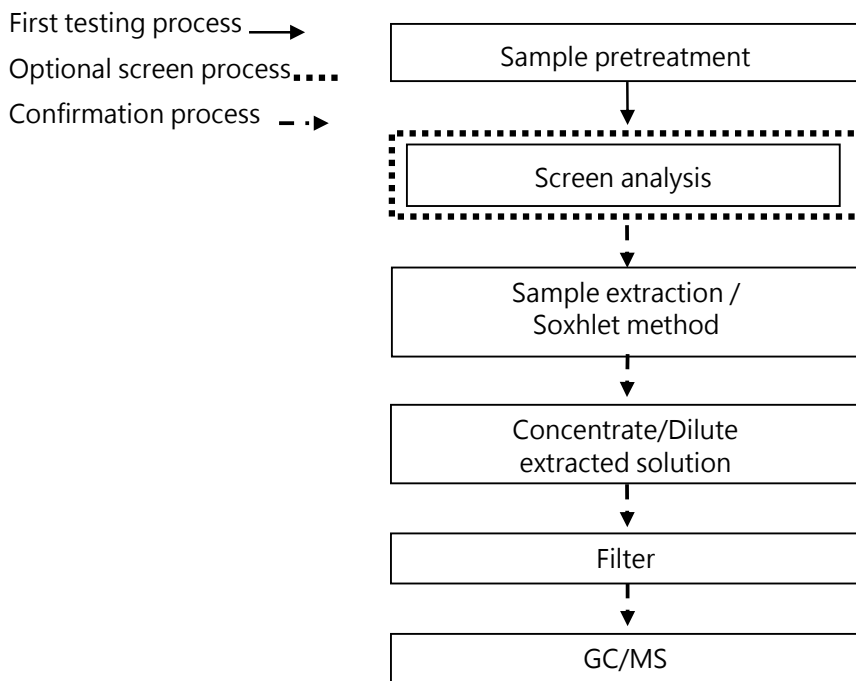 First testing process
Optional screen process
Confirmation process
Sample pretreatment
Screen analysis
Sample extraction /
Soxhlet method
Concentrate/Dilute
extracted solution
Filter
GC/MS